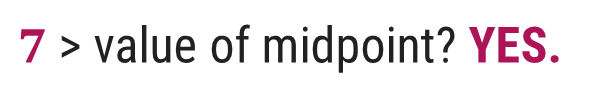 7 > value of midpoint? YES.